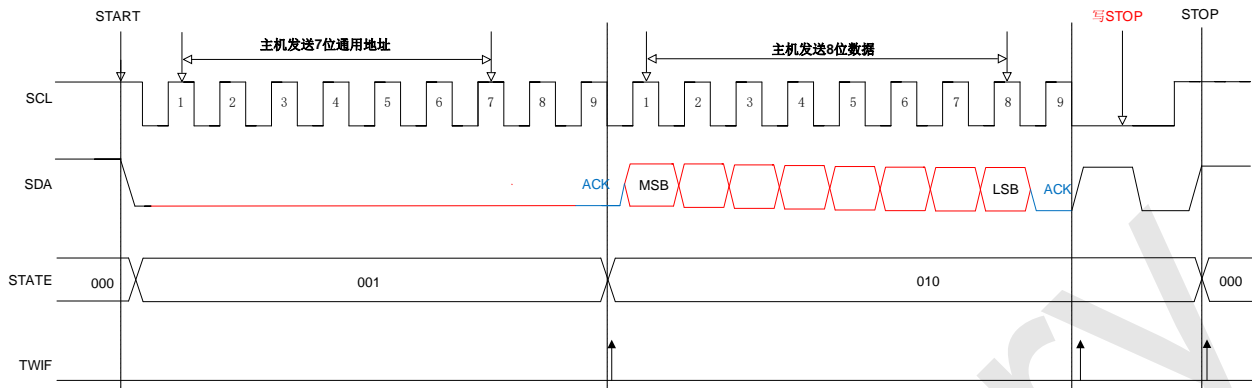 START
写STOP
STOP
主机发送7位通用地址
主机发送8位数据
SCL
1 2 3 4 5 6 7 8 9 1 2 3 4 5 6 7 8 9
SDA
ACK
MSB
LSB
ACK
STATE
000
001
010
000
TWIF